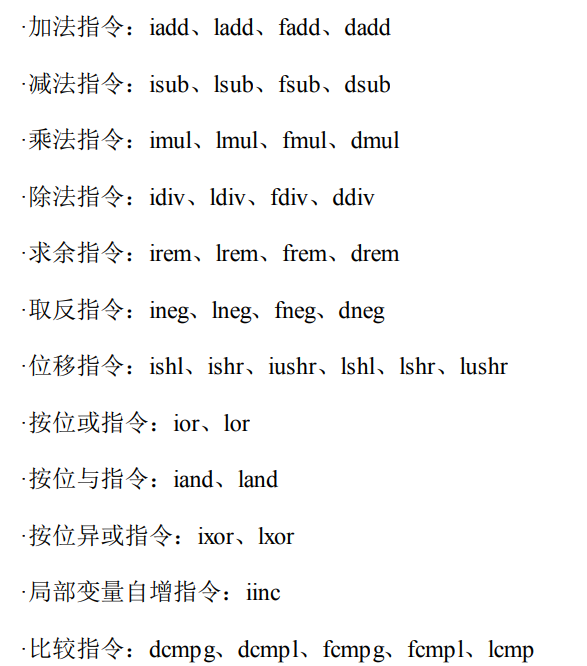 ·加法指令：iadd、ladd、fadd、dadd
·减法指令：isub、lsub、fsub、dsub
·乘法指令：imul、lmul、fmul、dmul
·除法指令：idiv、ldiv、fdiv、ddiv
·求余指令：irem、lrem、frem、drem
·取反指令：ineg、lneg、fneg、dneg
·位移指令：ishl、ishr、iushr、lshl、lshr、lushr
·按位或指令：ior、lor
·按位与指令：iand、land
·按位异或指令：ixor、lxor
·局部变量自增指令：iinc
·比较指令：dcmpg、dcmpl、fcmpg、fcmpl、lcmp